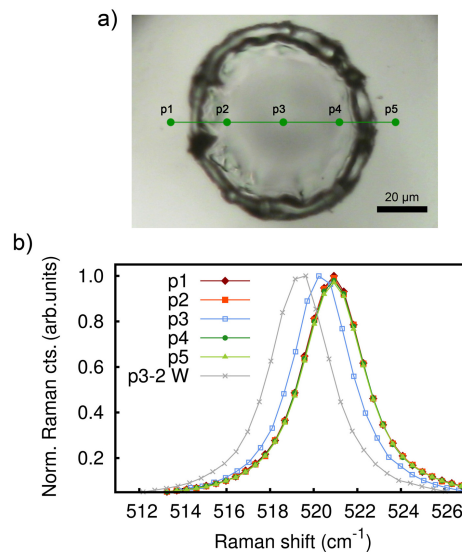 a)
p1 p2 p3 p4 p5
20 µm
b)
Norm. Raman cts. (arb.units)
1.0
0.8
0.6
0.4
0.2
p1
p2
p3
p4
p5
p3-2 W
512 514 516 518 520 522 524 526
Raman shift (cm⁻¹)